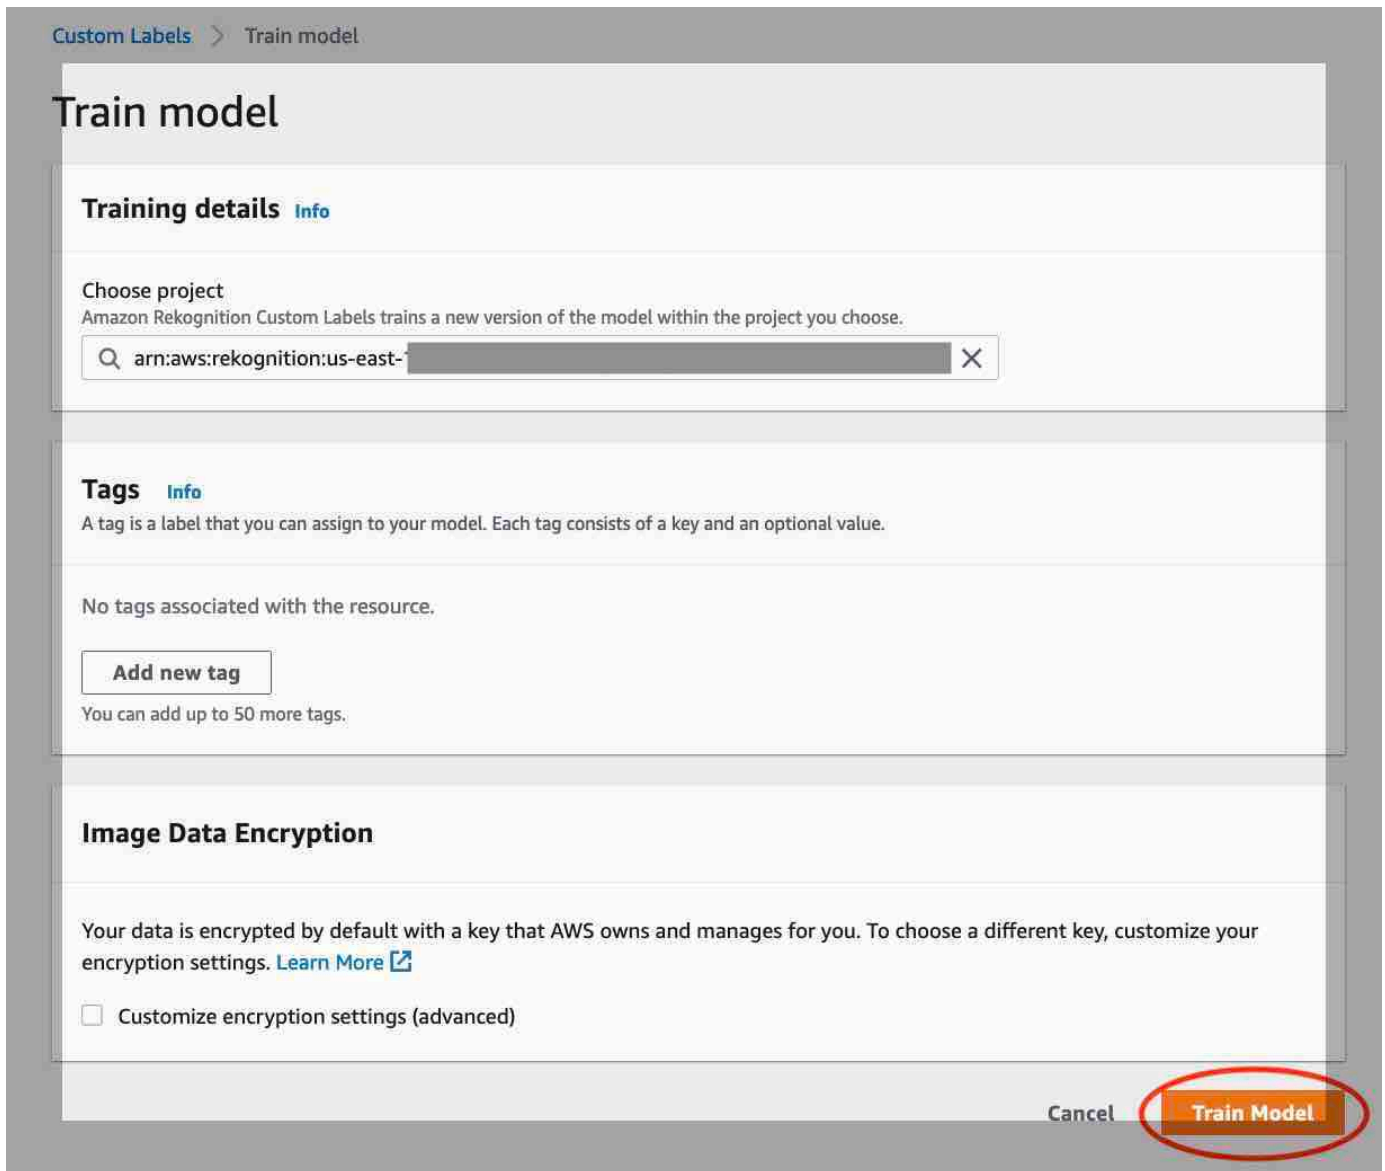 Custom Labels > Train model
Train model
Training details Info
Choose project
Amazon Rekognition Custom Labels trains a new version of the model within the project you choose.
arn:aws:rekognition:us-east-
Tags Info
A tag is a label that you can assign to your model. Each tag consists of a key and an optional value.
No tags associated with the resource.
Add new tag
You can add up to 50 more tags.
Image Data Encryption
Your data is encrypted by default with a key that AWS owns and manages for you. To choose a different key, customize your
encryption settings. Learn More
Customize encryption settings (advanced)
Cancel Train Model